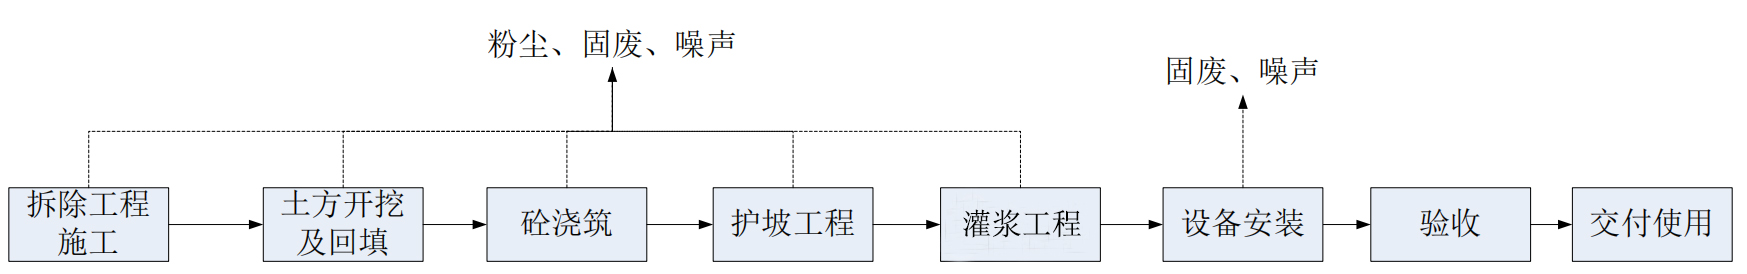 粉尘、固废、噪声
固废、噪声
拆除工程
施工
土方开挖
及回填
砼浇筑
护坡工程
灌浆工程
设备安装
验收
交付使用